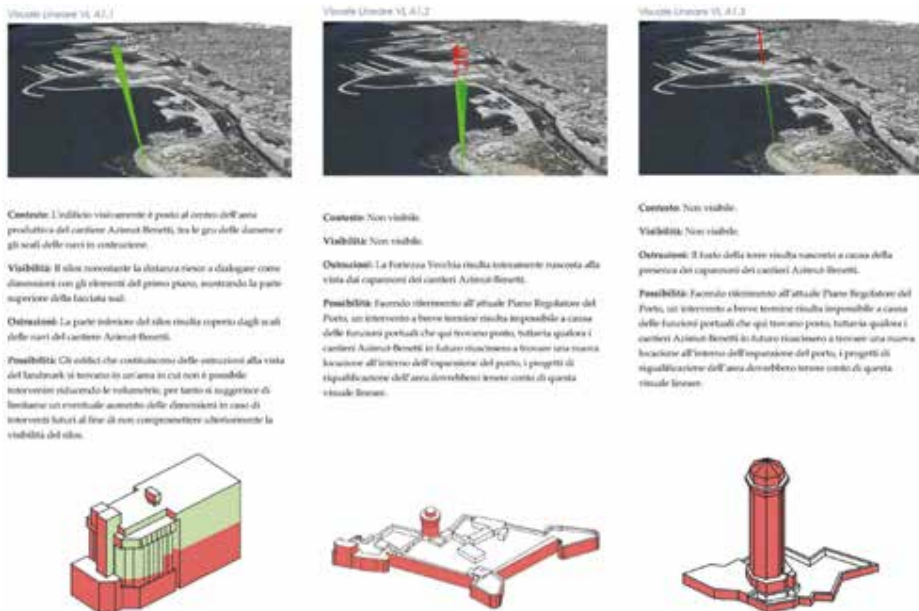 Visuale Lineare VL A1.1
Contesto: L'edificio visivamente è posto al centro dell'area
produttiva del cantiere Azimut-Benetti, tra le gru delle darsene e
gli scali delle navi in costruzione.
Visibilità: Il silos nonostante la distanza riesce a dialogare come
dimensioni con gli elementi del primo piano, mostrando la parte
superiore della facciata sud.
Ostruzioni: La parte inferiore del silos risulta coperto dagli scali
delle navi del cantiere Azimut-Benetti.
Possibilità: Gli edifici che costituiscono delle ostruzioni alla vista
del landmark si trovano in un'area in cui non è possibile
intervenire riducendo le volumetrie, per tanto si suggerisce di
limitarne un eventuale aumento delle dimensioni in caso di
interventi futuri al fine di non compromettere ulteriormente la
visibilità del silos.
Visuale Lineare VL A1.2
Contesto: Non visibile.
Visibilità: Non visibile.
Ostruzioni: La Fortezza Vecchia risulta interamente nascosta alla
vista dai capannoni dei cantieri Azimut-Benetti.
Possibilità: Facendo riferimento all'attuale Piano Regolatore del
Porto, un intervento a breve termine risulta impossibile a causa
delle funzioni portuali che qui trovano posto, tuttavia qualora i
cantieri Azimut-Benetti in futuro riuscissero a trovare una nuova
locazione all'interno dell'espansione del porto, i progetti di
riqualificazione dell'area dovrebbero tenere conto di questa
visuale lineare.
Visuale Lineare VL A1.3
Contesto: Non visibile.
Visibilità: Non visibile.
Ostruzioni: Il fusto della torre risulta nascosto a causa della
presenza dei capannoni dei cantieri Azimut-Benetti.
Possibilità: Facendo riferimento all'attuale Piano Regolatore del
Porto, un intervento a breve termine risulta impossibile a causa
delle funzioni portuali che qui trovano posto, tuttavia qualora i
cantieri Azimut-Benetti in futuro riuscissero a trovare una nuova
locazione all'interno dell'espansione del porto, i progetti di
riqualificazione dell'area dovrebbero tenere conto di questa
visuale lineare.